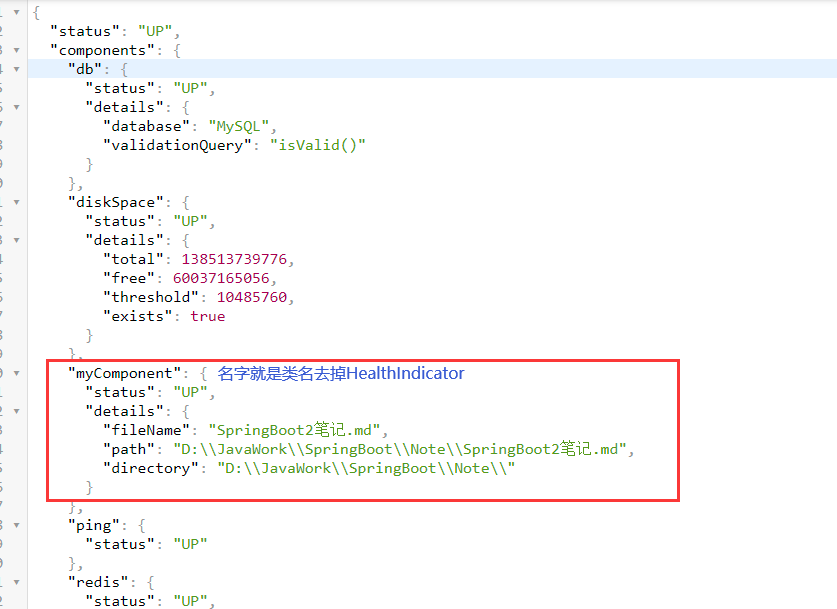 {
"status": "UP",
"components": {
"db": {
"status": "UP",
"details": {
"database": "MySQL",
"validationQuery": "isValid()"
}
},
"diskSpace": {
"status": "UP",
"details": {
"total": 138513739776,
"free": 60037165056,
"threshold": 10485760,
"exists": true
}
},
"myComponent": { 名字就是类名去掉HealthIndicator
"status": "UP",
"details": {
"fileName": "SpringBoot2笔记.md",
"path": "D:\\JavaWork\\SpringBoot\\Note\\SpringBoot2笔记.md",
"directory": "D:\\JavaWork\\SpringBoot\\Note\\"
}
},
"ping": {
"status": "UP"
},
"redis": {
"status": "UP",